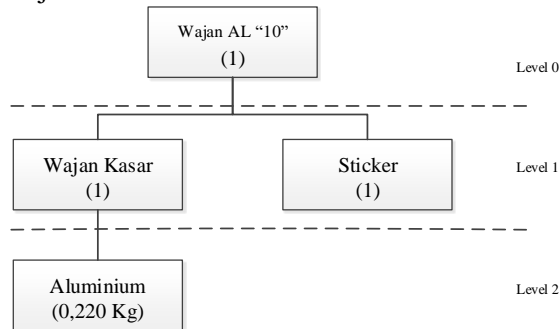 Wajan AL “10”
(1)
Level 0
Wajan Kasar
(1)
Sticker
(1)
Level 1
Aluminium
(0,220 Kg)
Level 2